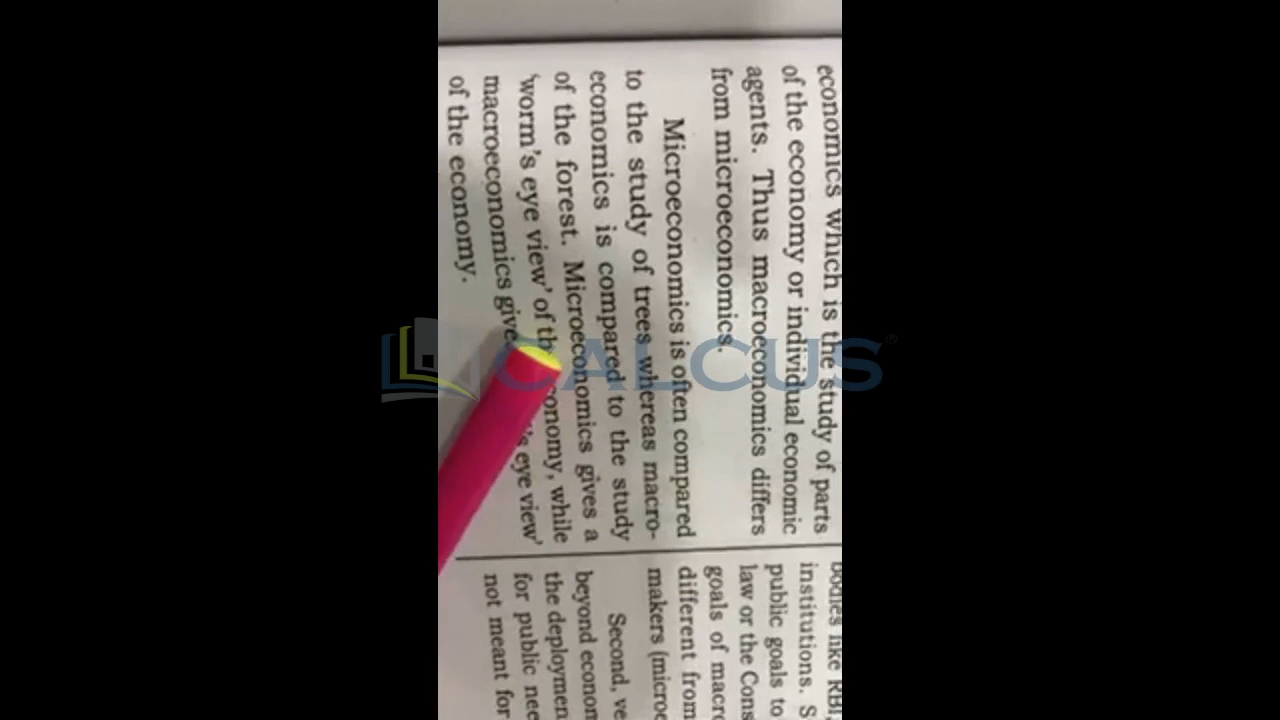 economics which is the study of parts
of the economy or individual economic
agents. Thus macroeconomics differs
from microeconomics.
Microeconomics is often compared
to the study of trees whereas macro-
economics is compared to the study
of the forest. Microeconomics gives a
'worm's eye view' of the economy, while
macroeconomics gives 's eye view'
of the economy.
bodies like RBI,
institutions. S
public goals to
law or the Cons
goals of macro
different from
makers (microe
Second, ve
beyond econom
the deploymen
for public nee
not meant for
CALCUS®